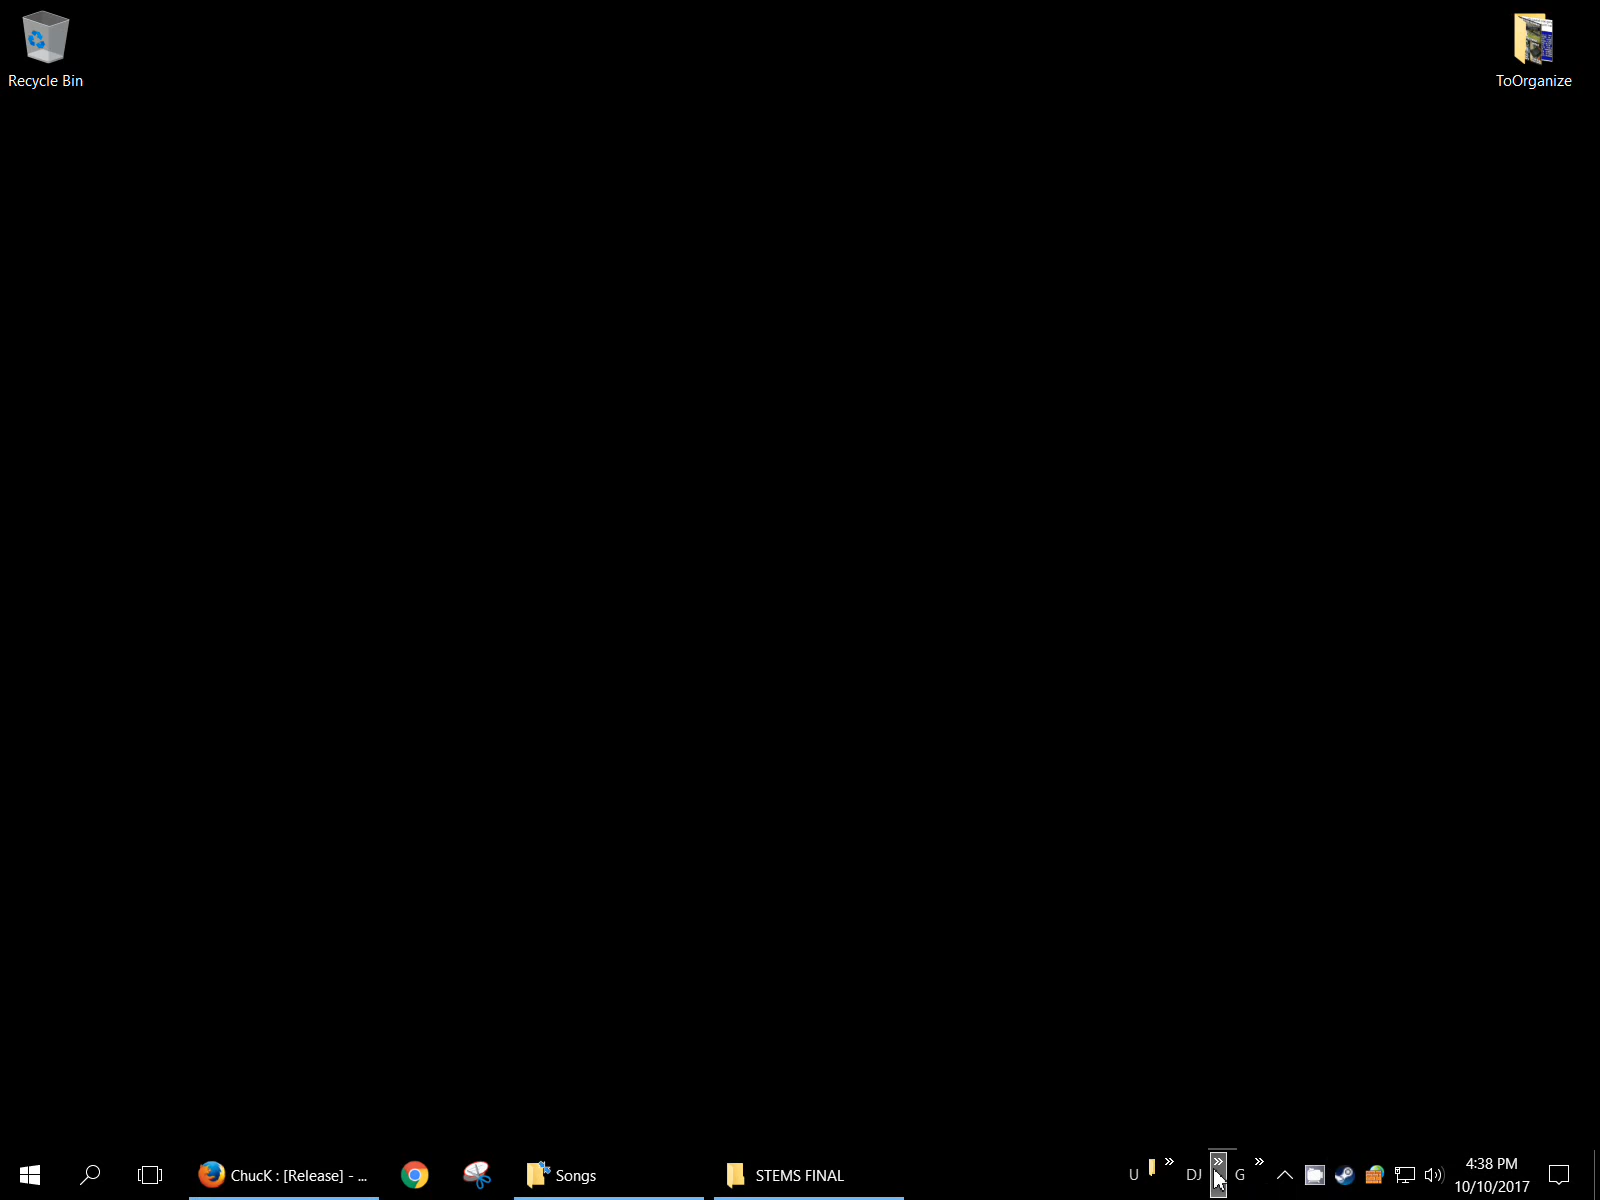 Recycle Bin
ToOrganize
ChucK : [Release] - ...
Songs
STEMS FINAL
U
»
DJ
»
G
»
4:38 PM
10/10/2017